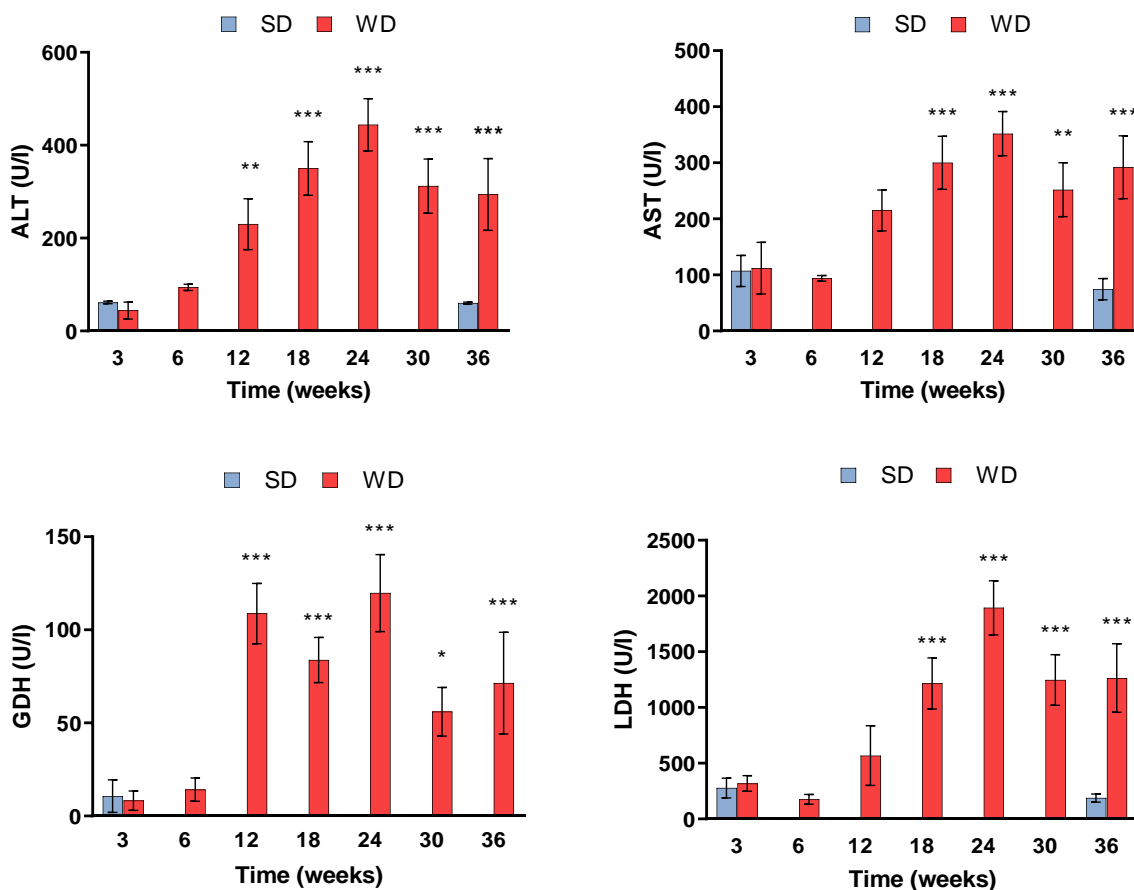 SD WD
600
400
200
0
ALT (U/l)
** *** *** *** ***
3 6 12 18 24 30 36
Time (weeks)
SD WD
500
400
300
200
100
0
AST (U/l)
*** *** ** ***
3 6 12 18 24 30 36
Time (weeks)
SD WD
150
100
50
0
GDH (U/l)
*** *** *** * ***
3 6 12 18 24 30 36
Time (weeks)
SD WD
2500
2000
1500
1000
500
0
LDH (U/l)
*** *** *** ***
3 6 12 18 24 30 36
Time (weeks)